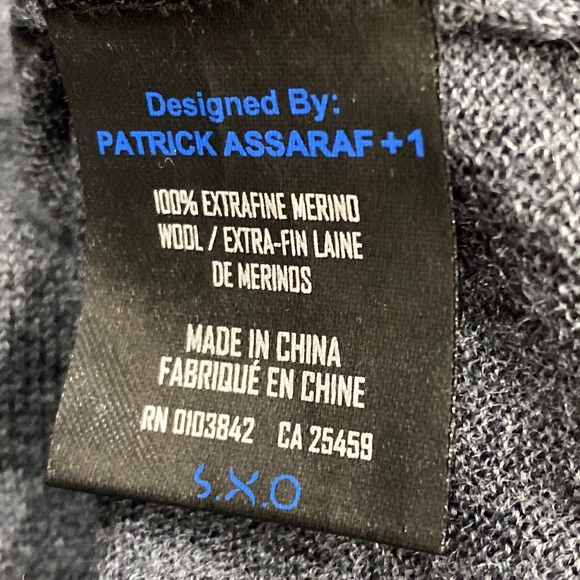 Designed By:
PATRICK ASSARAF +1
100% EXTRAFINE MERINO
WOOL / EXTRA-FIN LAINE
DE MERINOS
MADE IN CHINA
FABRIQUÉ EN CHINE
RN 0103842 CA 25459
S.X.O